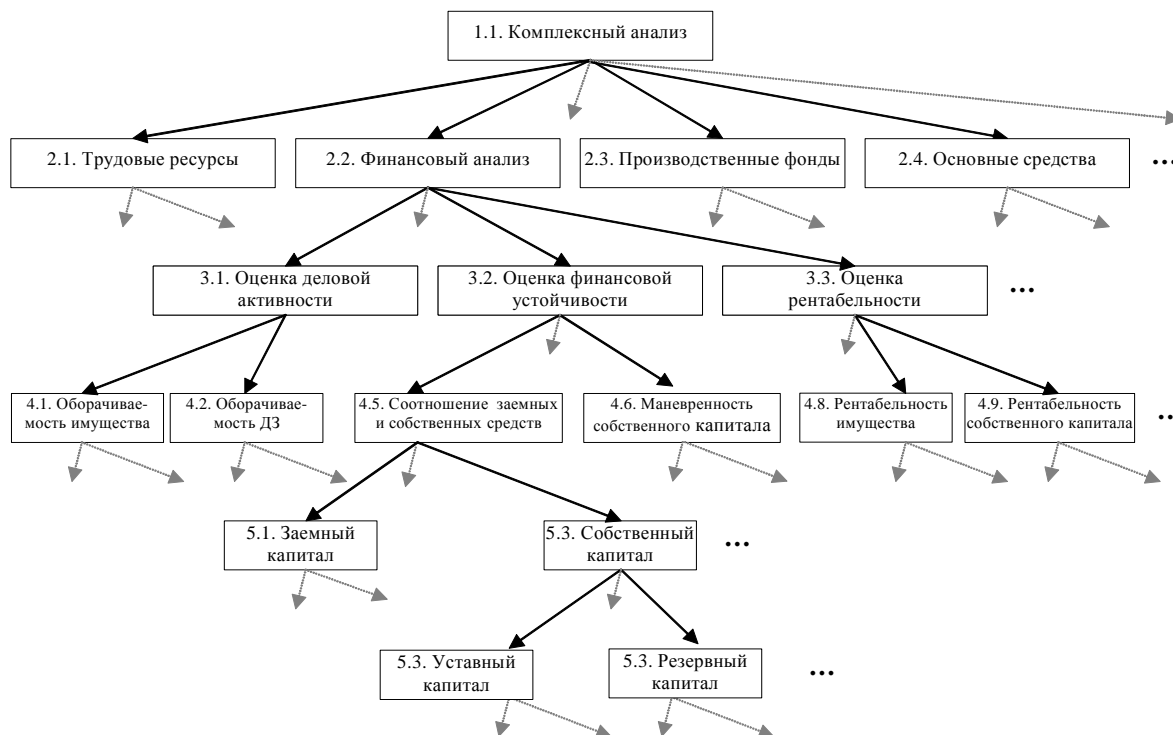 1.1. Комплексный анализ
2.1. Трудовые ресурсы
2.2. Финансовый анализ
2.3. Производственные фонды
2.4. Основные средства
...
3.1. Оценка деловой
активности
3.2. Оценка финансовой
устойчивости
3.3. Оценка
рентабельности
...
4.1. Оборачивае-
мость имущества
4.2. Оборачивае-
мость ДЗ
4.5. Соотношение заемных
и собственных средств
4.6. Маневренность
собственного капитала
4.8. Рентабельность
имущества
4.9. Рентабельность
собственного капитала
...
5.1. Заемный
капитал
5.3. Собственный
капитал
...
5.3. Уставный
капитал
5.3. Резервный
капитал
...